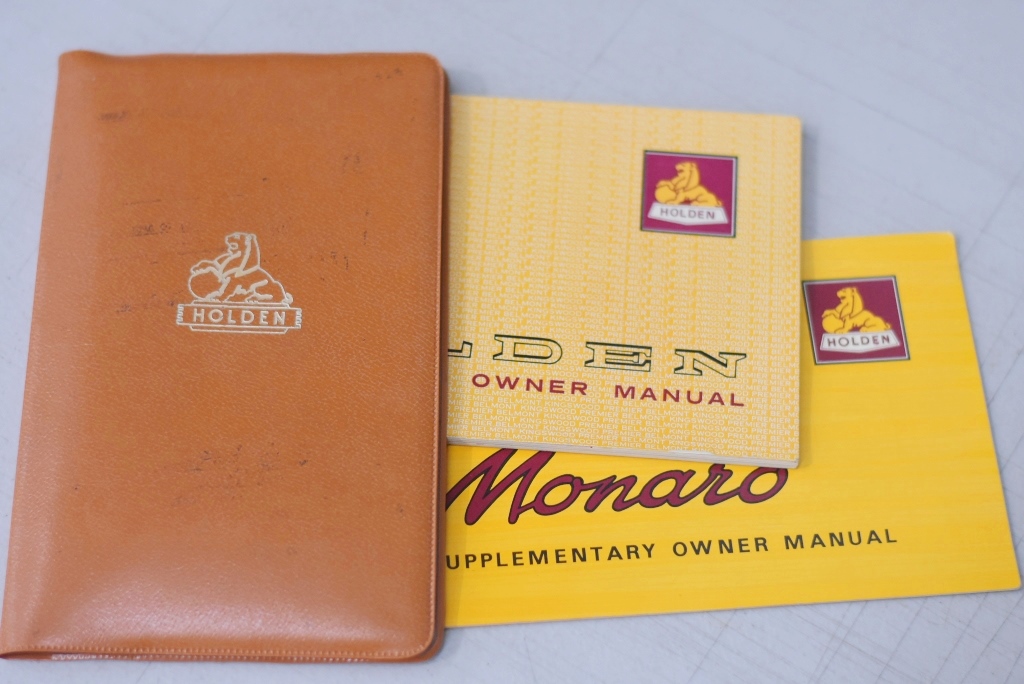 HOLDEN
HOLDEN
LDEN
OWNER MANUAL
HOLDEN
Monaro
UPPLEMENTARY OWNER MANUAL